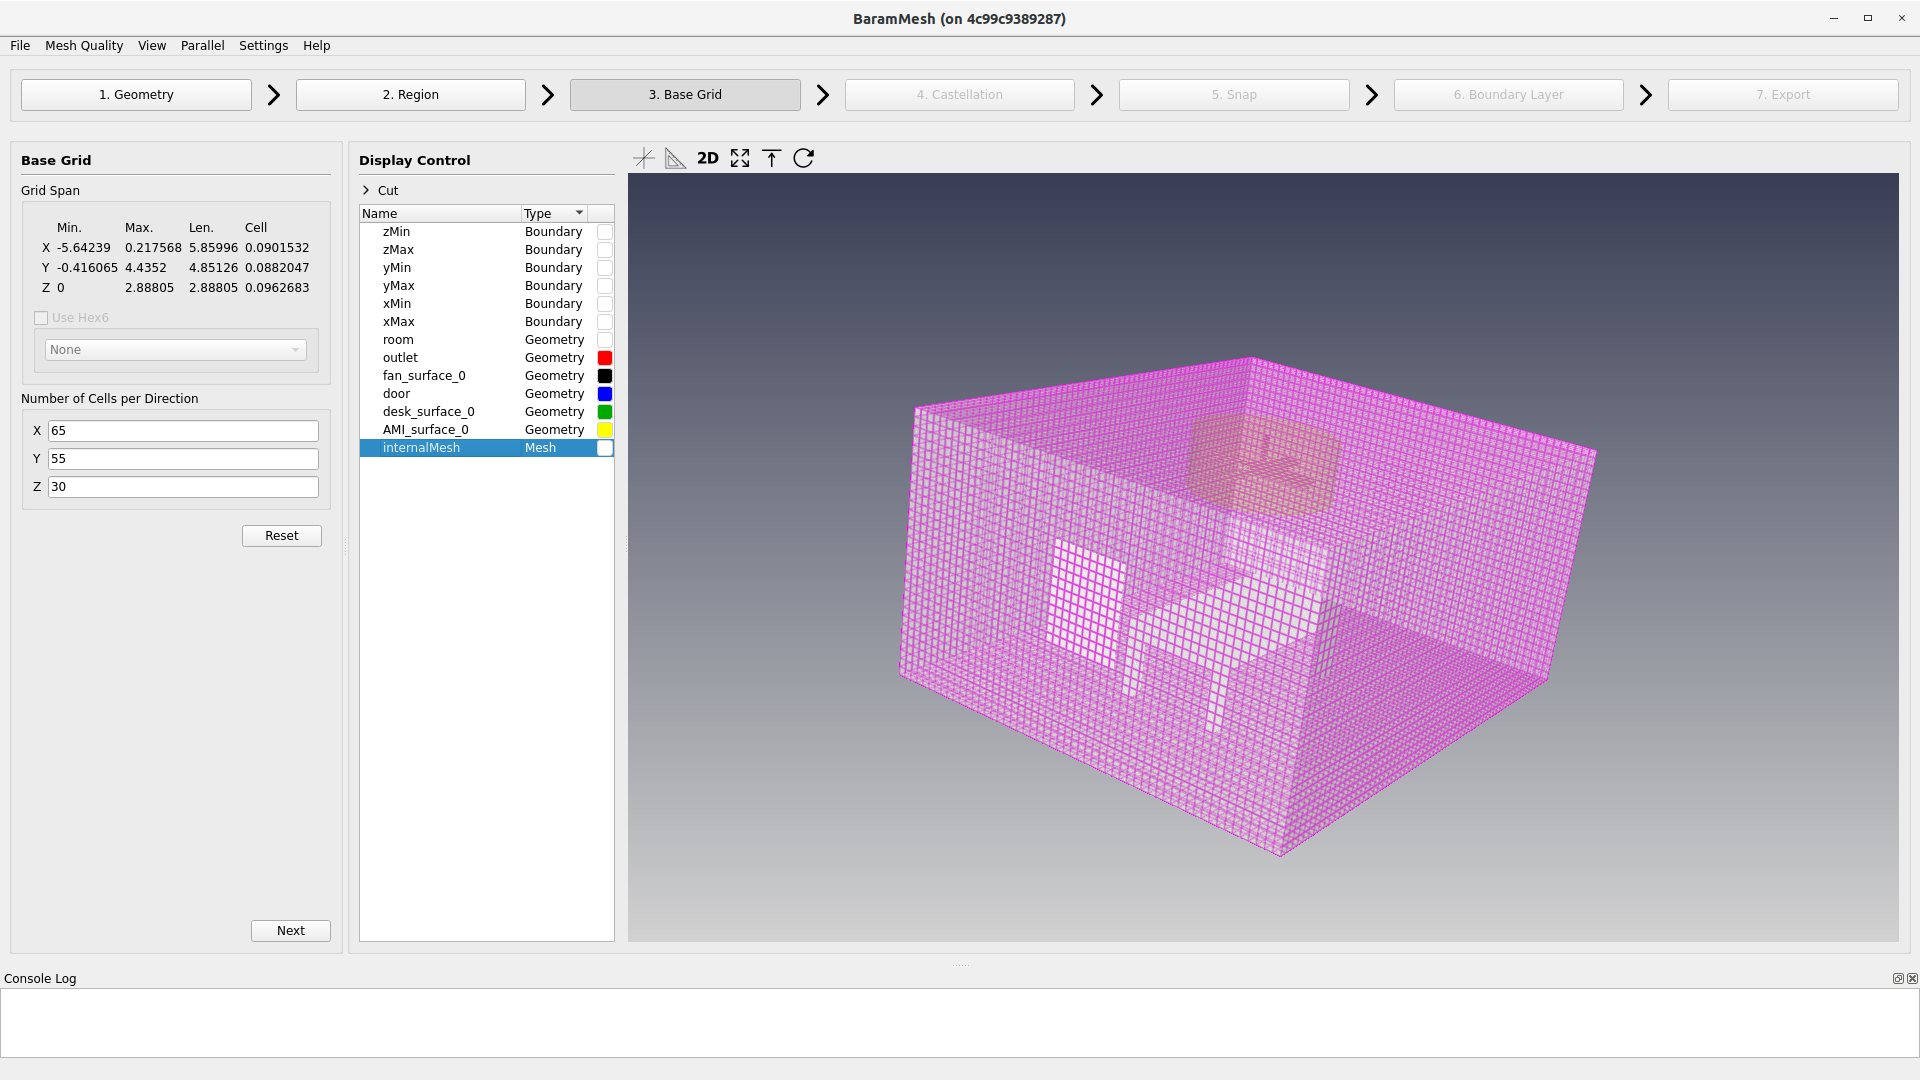 BaramMesh (on 4c99c9389287)
File Mesh Quality View Parallel Settings Help
1. Geometry 2. Region 3. Base Grid 4. Castellation 5. Snap 6. Boundary Layer 7. Export
Base Grid
Grid Span
Min. Max. Len. Cell
X -5.64239 0.217568 5.85996 0.0901532
Y -0.416065 4.4352 4.85126 0.0882047
Z 0 2.88805 2.88805 0.0962683
Use Hex6
None
Number of Cells per Direction
X 65
Y 55
Z 30
Reset
Next
Display Control
Cut
Name Type
zMin Boundary
zMax Boundary
yMin Boundary
yMax Boundary
xMin Boundary
xMax Boundary
room Geometry
outlet Geometry
fan_surface_0 Geometry
door Geometry
desk_surface_0 Geometry
AMI_surface_0 Geometry
internalMesh Mesh
2D
Console Log